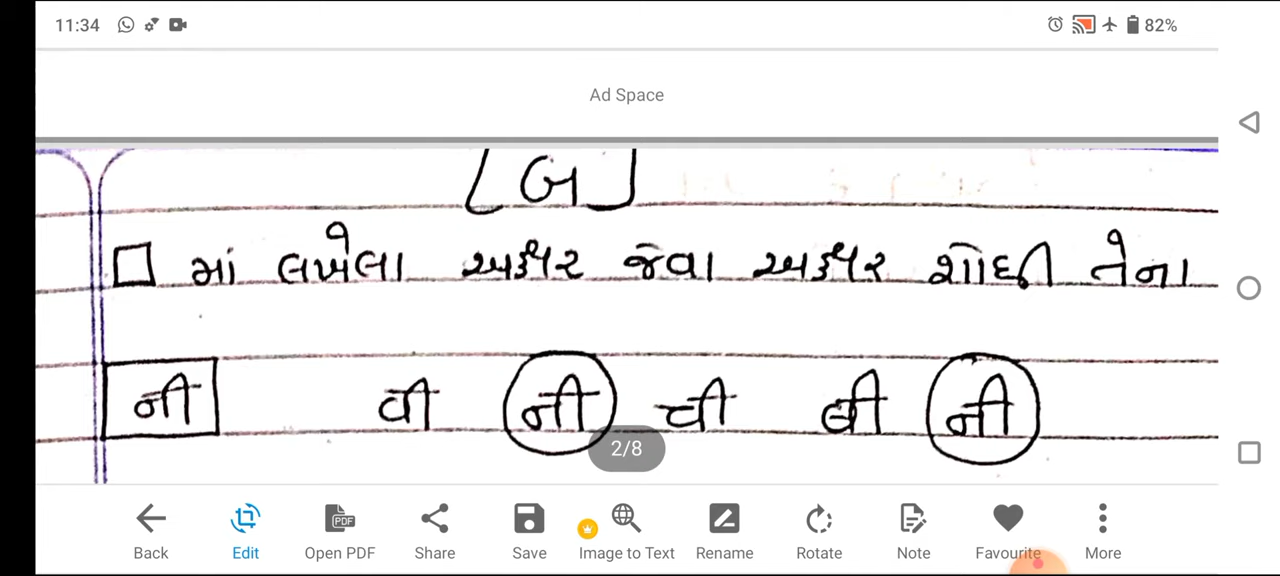 11:34 82%
Ad Space
[બ]
□ માં લખેલા અક્ષર જેવા અક્ષર શોધી તેના
ની વી ની ચી બી ની
2/8
Back Edit Open PDF Share Save Image to Text Rename Rotate Note Favourite More